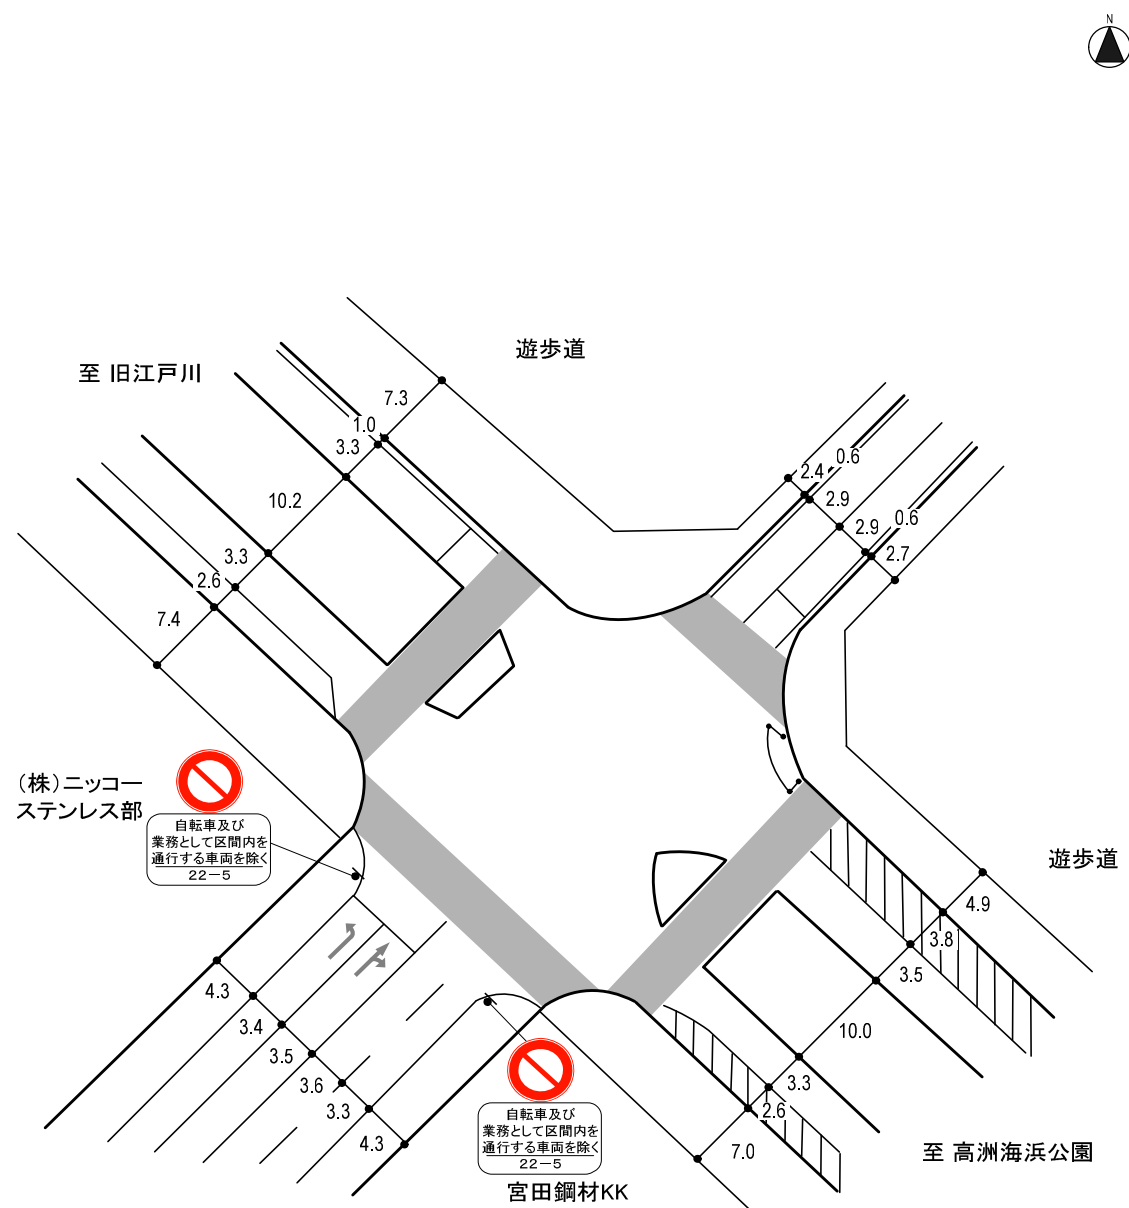 N
遊歩道
至 旧江戸川
7.3
1.0
3.3
10.2
3.3
2.6
7.4
2.4
0.6
2.9
2.9
0.6
2.7
(株)ニッコー
ステンレス部
自転車及び
業務として区間内を
通行する車両を除く
22-5
遊歩道
4.9
3.8
3.5
10.0
3.3
2.6
7.0
4.3
3.4
3.5
3.6
3.3
4.3
自転車及び
業務として区間内を
通行する車両を除く
22-5
宮田鋼材KK
至 高洲海浜公園